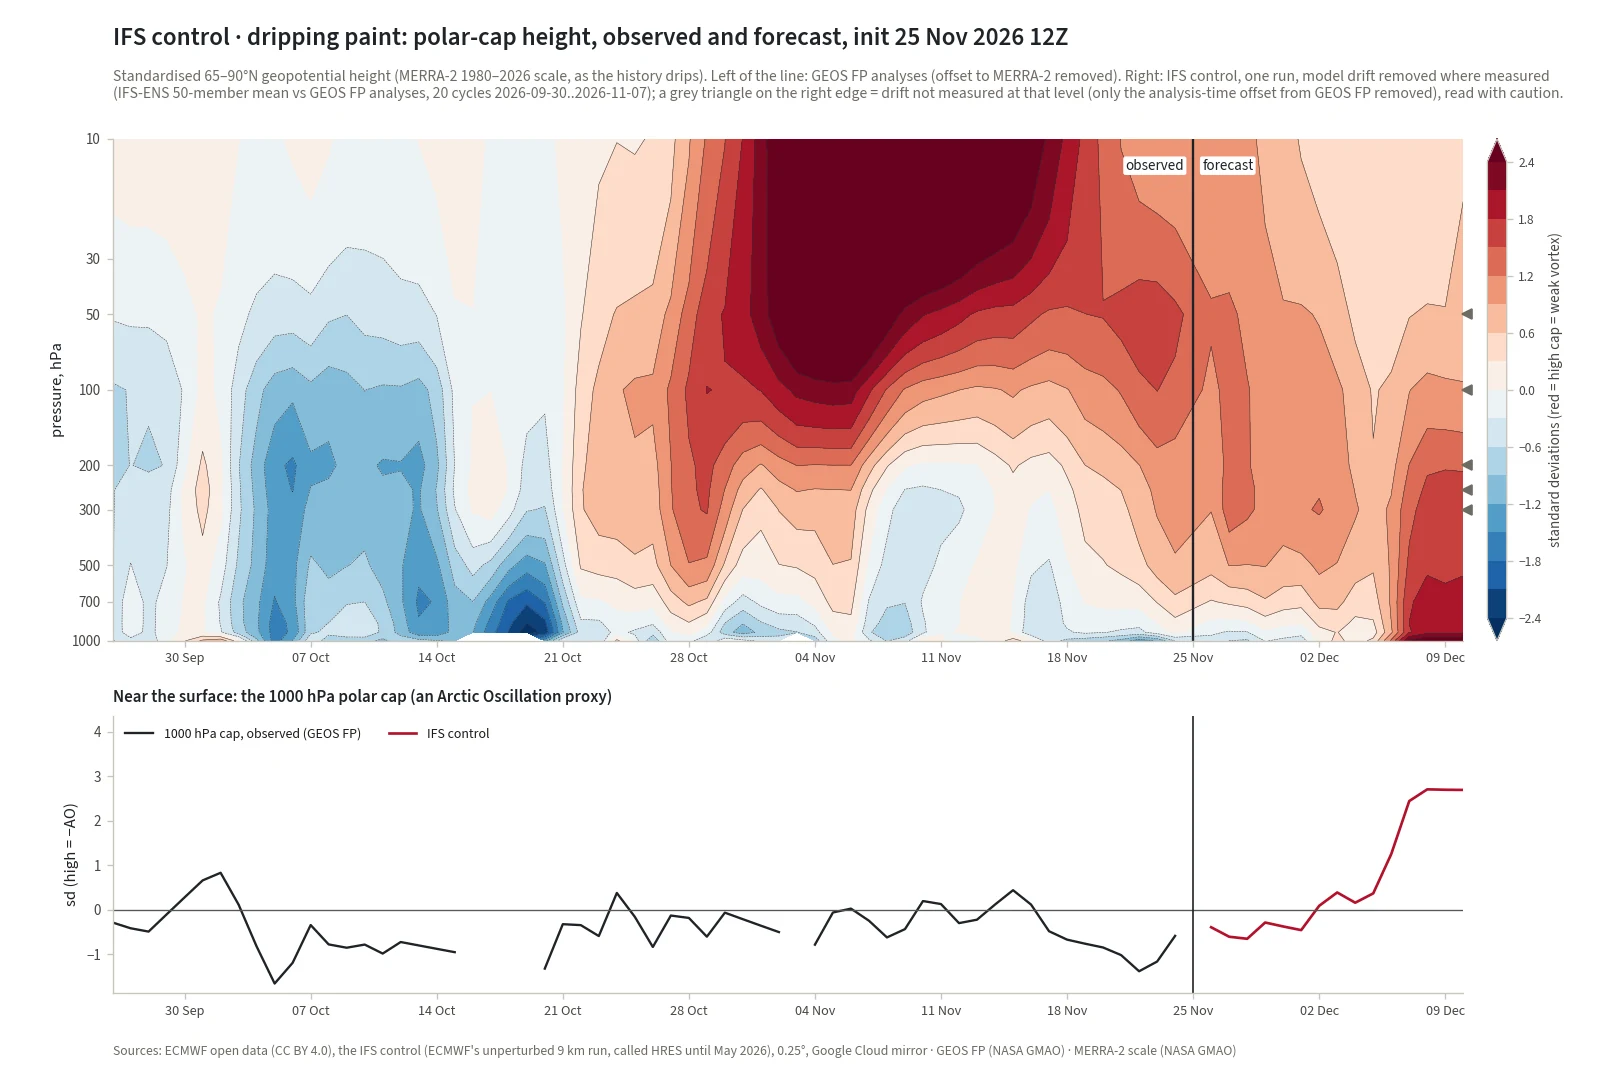 IFS control · dripping paint: polar-cap height, observed and forecast, init 25 Nov 2026 12Z
Standardised 65–90°N geopotential height (MERRA-2 1980–2026 scale, as the history drips). Left of the line: GEOS FP analyses (offset to MERRA-2 removed). Right: IFS control, one run, model drift removed where measured
(IFS-ENS 50-member mean vs GEOS FP analyses, 20 cycles 2026-09-30..2026-11-07); a grey triangle on the right edge = drift not measured at that level (only the analysis-time offset from GEOS FP removed), read with caution.
pressure, hPa
10
30
50
100
200
300
500
700
1000
observed
forecast
30 Sep
07 Oct
14 Oct
21 Oct
28 Oct
04 Nov
11 Nov
18 Nov
25 Nov
02 Dec
09 Dec
2.4
1.8
1.2
0.6
0.0
−0.6
−1.2
−1.8
−2.4
standard deviations (red = high cap = weak vortex)
Near the surface: the 1000 hPa polar cap (an Arctic Oscillation proxy)
1000 hPa cap, observed (GEOS FP)
IFS control
sd (high = −AO)
4
3
2
1
0
−1
30 Sep
07 Oct
14 Oct
21 Oct
28 Oct
04 Nov
11 Nov
18 Nov
25 Nov
02 Dec
09 Dec
Sources: ECMWF open data (CC BY 4.0), the IFS control (ECMWF's unperturbed 9 km run, called HRES until May 2026), 0.25°, Google Cloud mirror · GEOS FP (NASA GMAO) · MERRA-2 scale (NASA GMAO)